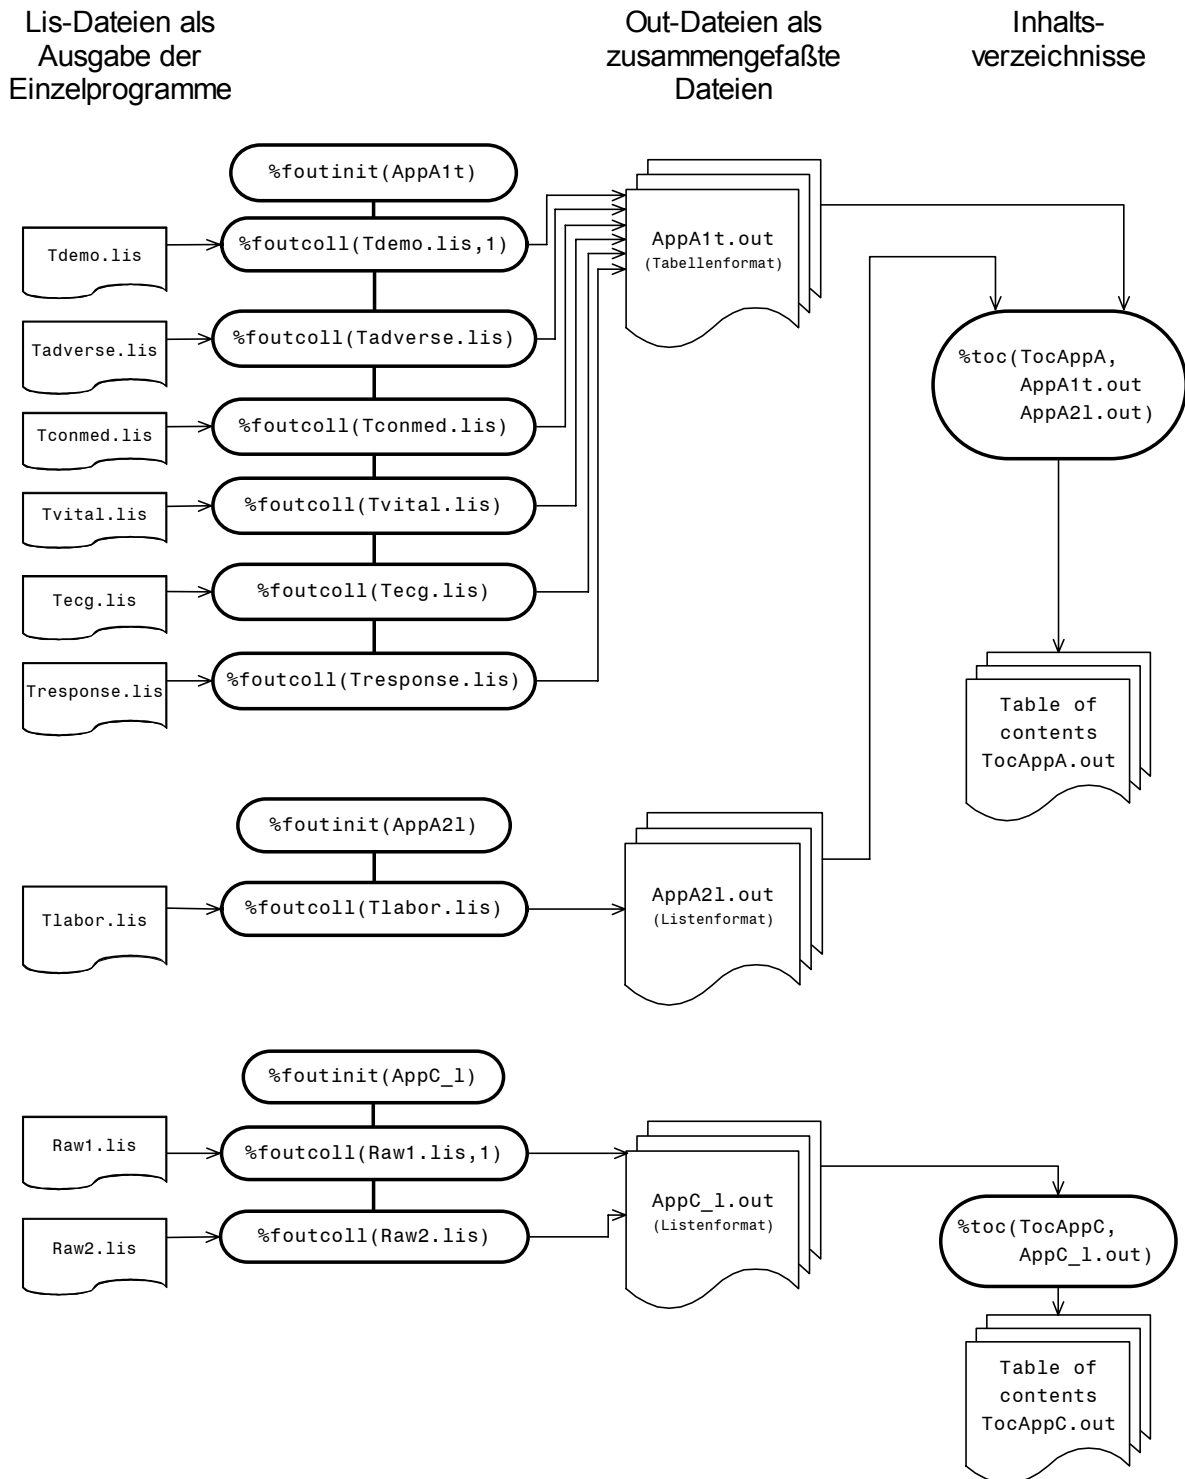 Lis-Dateien als
Ausgabe der
Einzelprogramme
Out-Dateien als
zusammengefaßte
Dateien
Inhalts-
verzeichnisse
%foutinit(AppA1t)
Tdemo.lis
%foutcoll(Tdemo.lis,1)
Tadverse.lis
%foutcoll(Tadverse.lis)
Tconmed.lis
%foutcoll(Tconmed.lis)
Tvital.lis
%foutcoll(Tvital.lis)
Tecg.lis
%foutcoll(Tecg.lis)
Tresponse.lis
%foutcoll(Tresponse.lis)
AppA1t.out
(Tabellenformat)
%toc(TocAppA,
AppA1t.out
AppA2l.out)
Table of
contents
TocAppA.out
%foutinit(AppA2l)
Tlabor.lis
%foutcoll(Tlabor.lis)
AppA2l.out
(Listenformat)
%foutinit(AppC_l)
Raw1.lis
%foutcoll(Raw1.lis,1)
Raw2.lis
%foutcoll(Raw2.lis)
AppC_l.out
(Listenformat)
%toc(TocAppC,
AppC_l.out)
Table of
contents
TocAppC.out